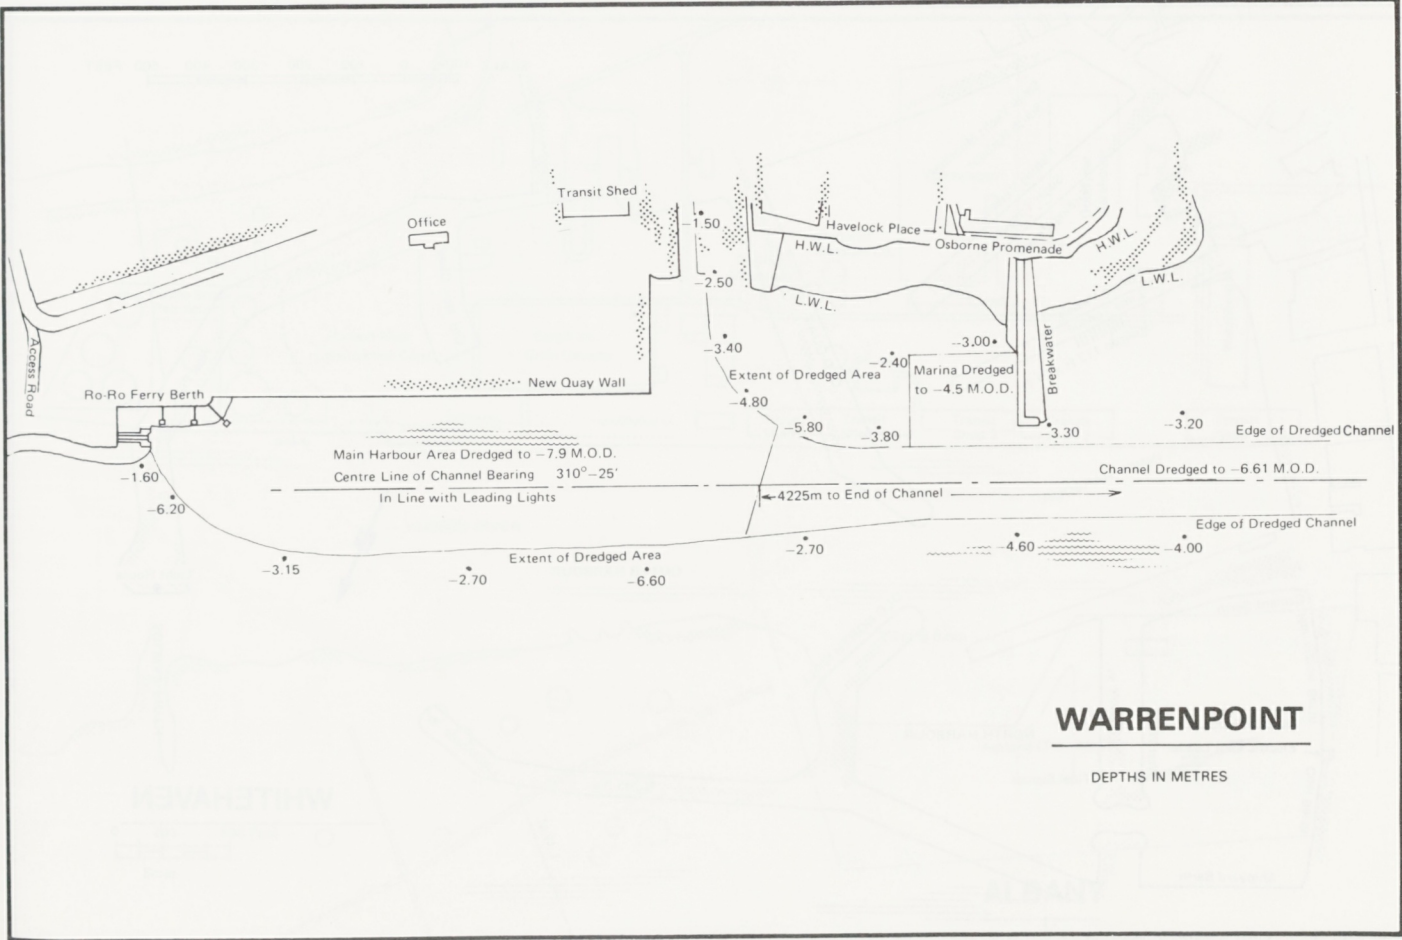 Transit Shed
Office
−1.50
Havelock Place
H.W.L.
Osborne Promenade
H.W.L.
−2.50
L.W.L.
L.W.L.
Access Road
−3.40
−2.40
−3.00
Breakwater
Extent of Dredged Area
Marina Dredged
to −4.5 M.O.D.
New Quay Wall
Ro-Ro Ferry Berth
−4.80
−5.80
−3.80
−3.30
−3.20
Edge of Dredged Channel
Main Harbour Area Dredged to −7.9 M.O.D.
Centre Line of Channel Bearing 310°−25'
Channel Dredged to −6.61 M.O.D.
−1.60
In Line with Leading Lights
4225m to End of Channel
−6.20
Edge of Dredged Channel
Extent of Dredged Area
−2.70
−4.60
−4.00
−3.15
−2.70
−6.60
WARRENPOINT
DEPTHS IN METRES
WHITEHAVEN